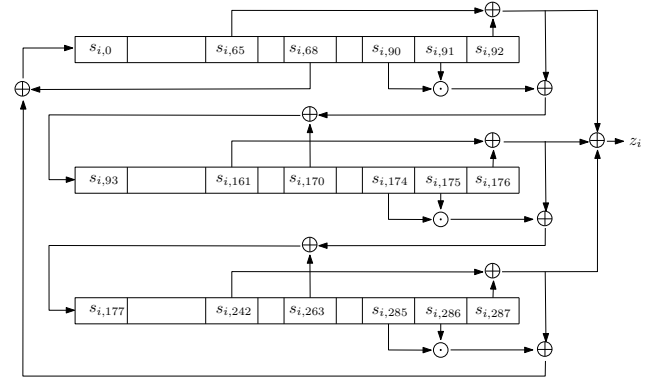 s_{i,0} s_{i,65} s_{i,68} s_{i,90} s_{i,91} s_{i,92}
z_i
s_{i,93} s_{i,161} s_{i,170} s_{i,174} s_{i,175} s_{i,176}
s_{i,177} s_{i,242} s_{i,263} s_{i,285} s_{i,286} s_{i,287}